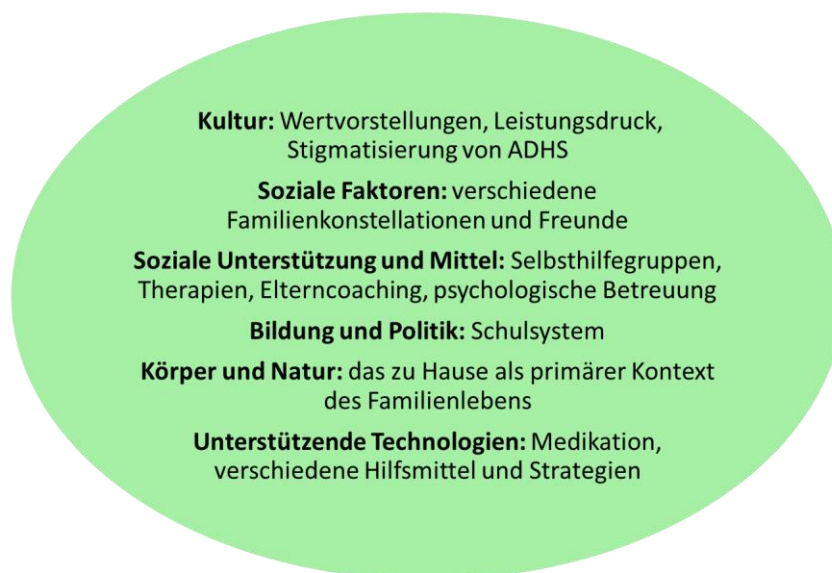 Kultur: Wertvorstellungen, Leistungsdruck,
Stigmatisierung von ADHS
Soziale Faktoren: verschiedene
Familienkonstellationen und Freunde
Soziale Unterstützung und Mittel: Selbsthilfegruppen,
Therapien, Elterncoaching, psychologische Betreuung
Bildung und Politik: Schulsystem
Körper und Natur: das zu Hause als primärer Kontext
des Familienlebens
Unterstützende Technologien: Medikation,
verschiedene Hilfsmittel und Strategien